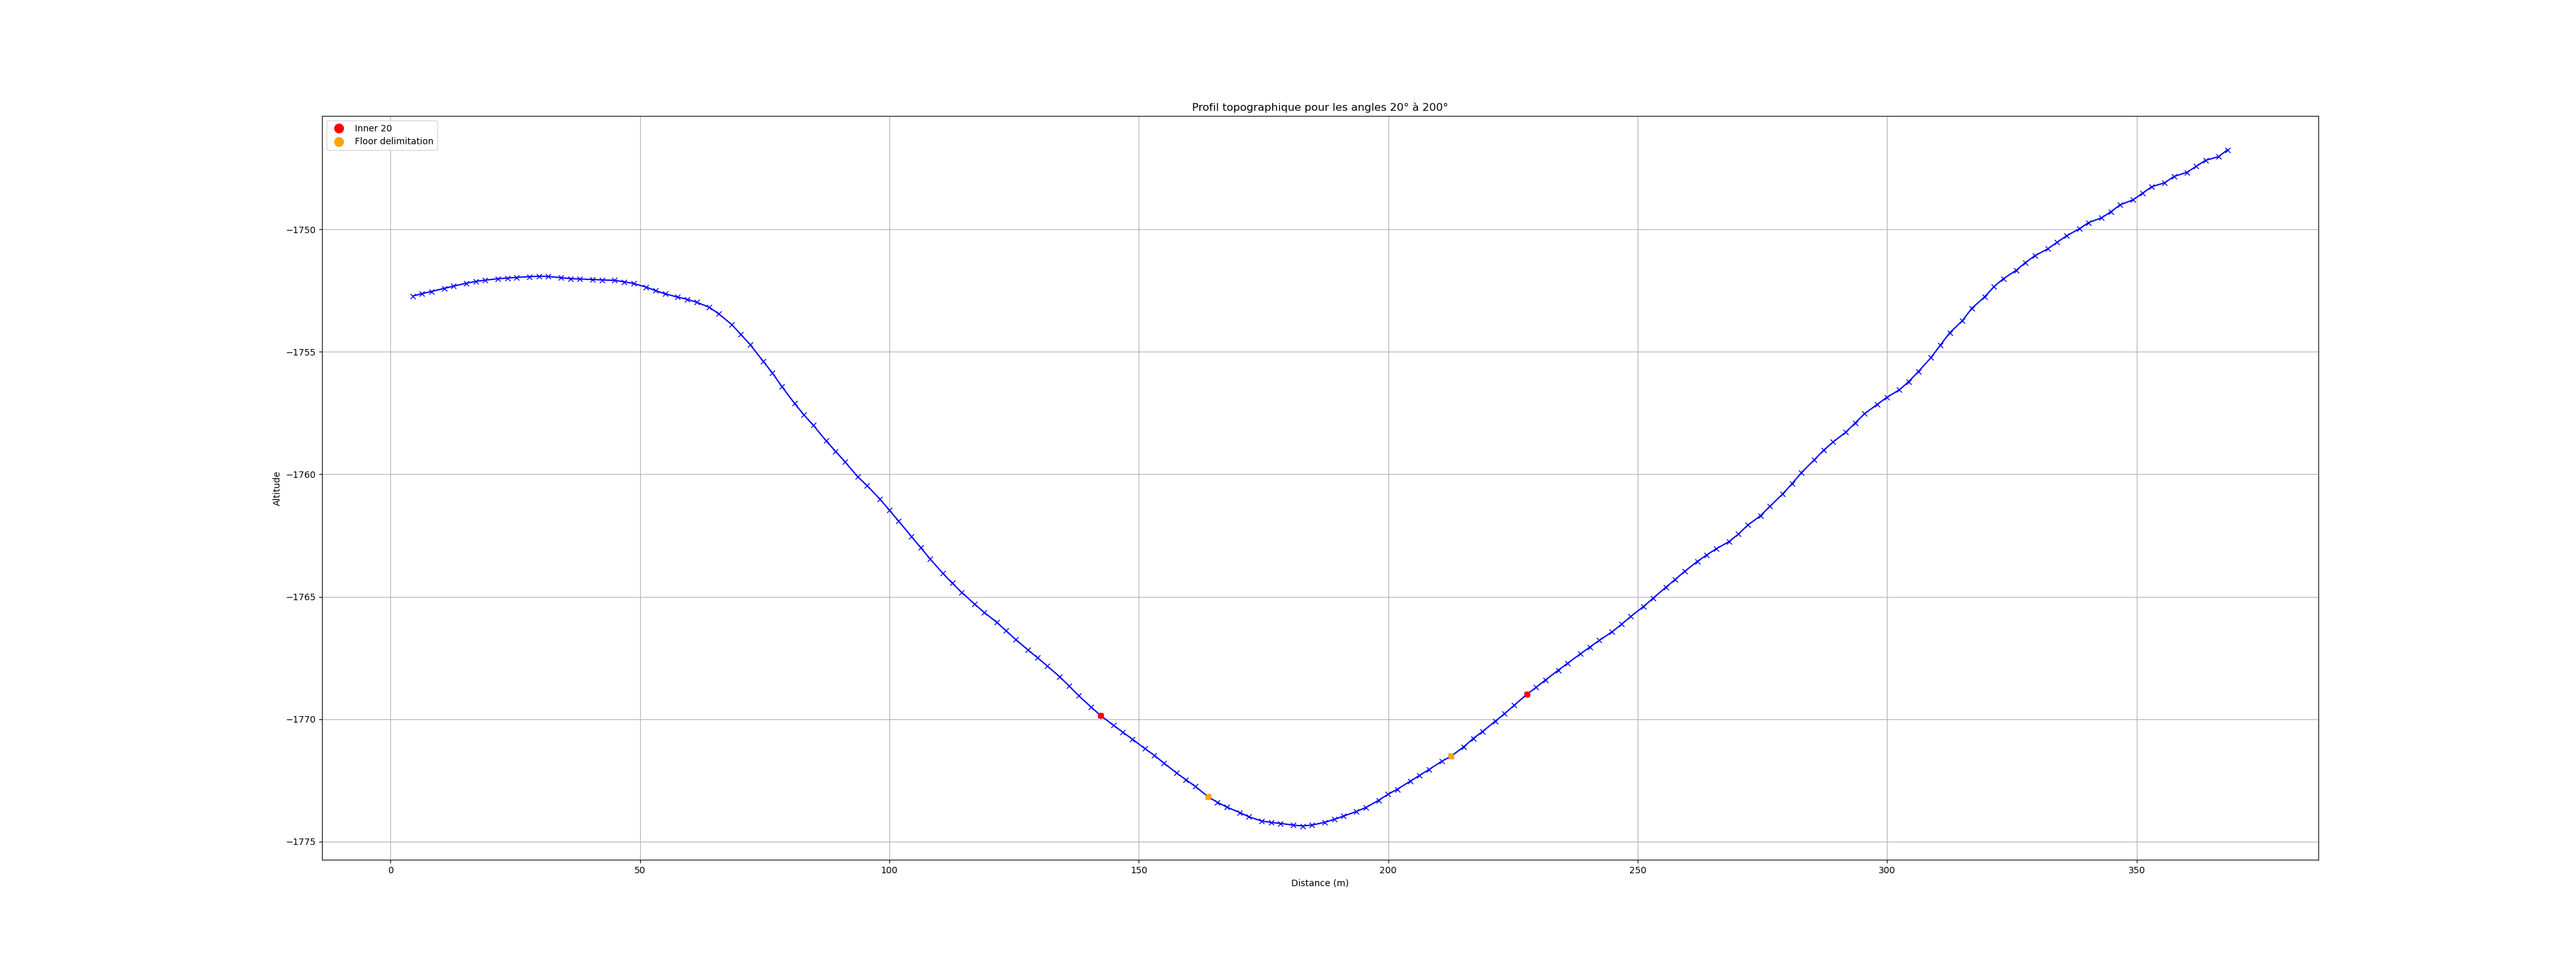 Profil topographique pour les angles 20° à 200°
Inner 20
Floor delimitation
Altitude
−1750
−1755
−1760
−1765
−1770
−1775
0 50 100 150 200 250 300 350
Distance (m)